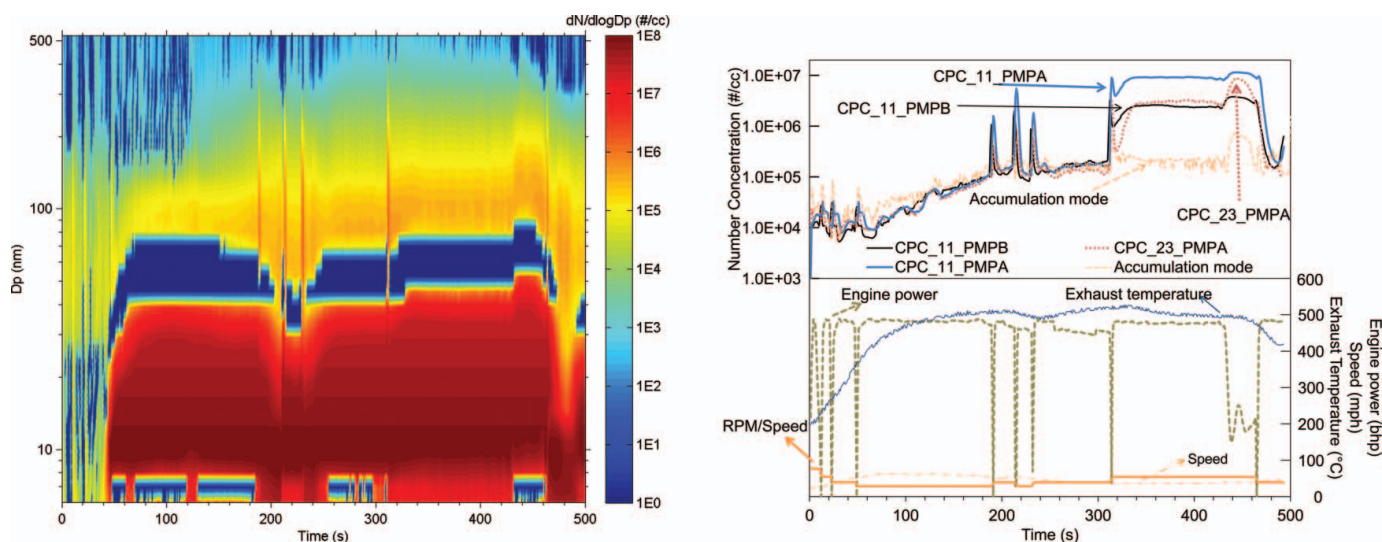 dN/dlogDp (#/cc)
500
100
10
Dp (nm)
0 100 200 300 400 500
Time (s)
1E8
1E7
1E6
1E5
1E4
1E3
1E2
1E1
1E0
Number Concentration (#/cc)
1.0E+07
1.0E+06
1.0E+05
1.0E+04
1.0E+03
CPC_11_PMPA
CPC_11_PMPB
Accumulation mode
CPC_23_PMPA
CPC_11_PMPB CPC_23_PMPA
CPC_11_PMPA Accumulation mode
Engine power
Exhaust temperature
RPM/Speed
Speed
600
500
400
300
200
100
0
Exhaust Temperature (°C)
Speed (mph)
Engine power (bhp)
0 100 200 300 400 500
Time (s)